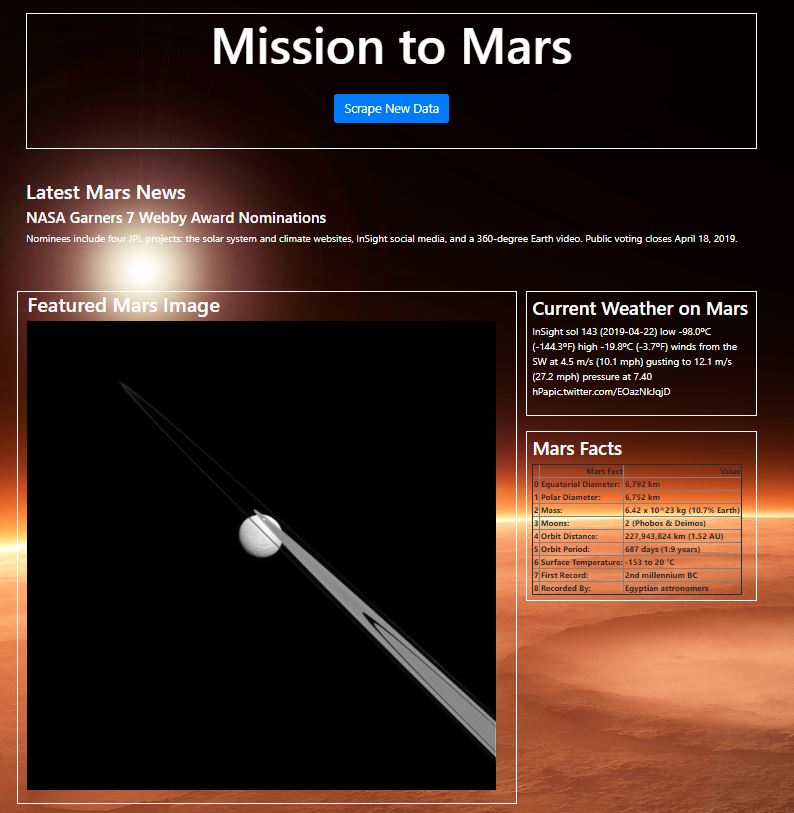 Mission to Mars
Scrape New Data
Latest Mars News
NASA Garners 7 Webby Award Nominations
Nominees include four JPL projects: the solar system and climate websites, InSight social media, and a 360-degree Earth video. Public voting closes April 18, 2019.
Featured Mars Image
Current Weather on Mars
InSight sol 143 (2019-04-22) low -98.0ºC
(-144.3ºF) high -19.8ºC (-3.7ºF) winds from the
SW at 4.5 m/s (10.1 mph) gusting to 12.1 m/s
(27.2 mph) pressure at 7.40
hPapic.twitter.com/EOazNkJqjD
Mars Facts
Mars Fact Value
0 Equatorial Diameter: 6,792 km
1 Polar Diameter: 6,752 km
2 Mass: 6.42 x 10^23 kg (10.7% Earth)
3 Moons: 2 (Phobos & Deimos)
4 Orbit Distance: 227,943,824 km (1.52 AU)
5 Orbit Period: 687 days (1.9 years)
6 Surface Temperature: -153 to 20 °C
7 First Record: 2nd millennium BC
8 Recorded By: Egyptian astronomers